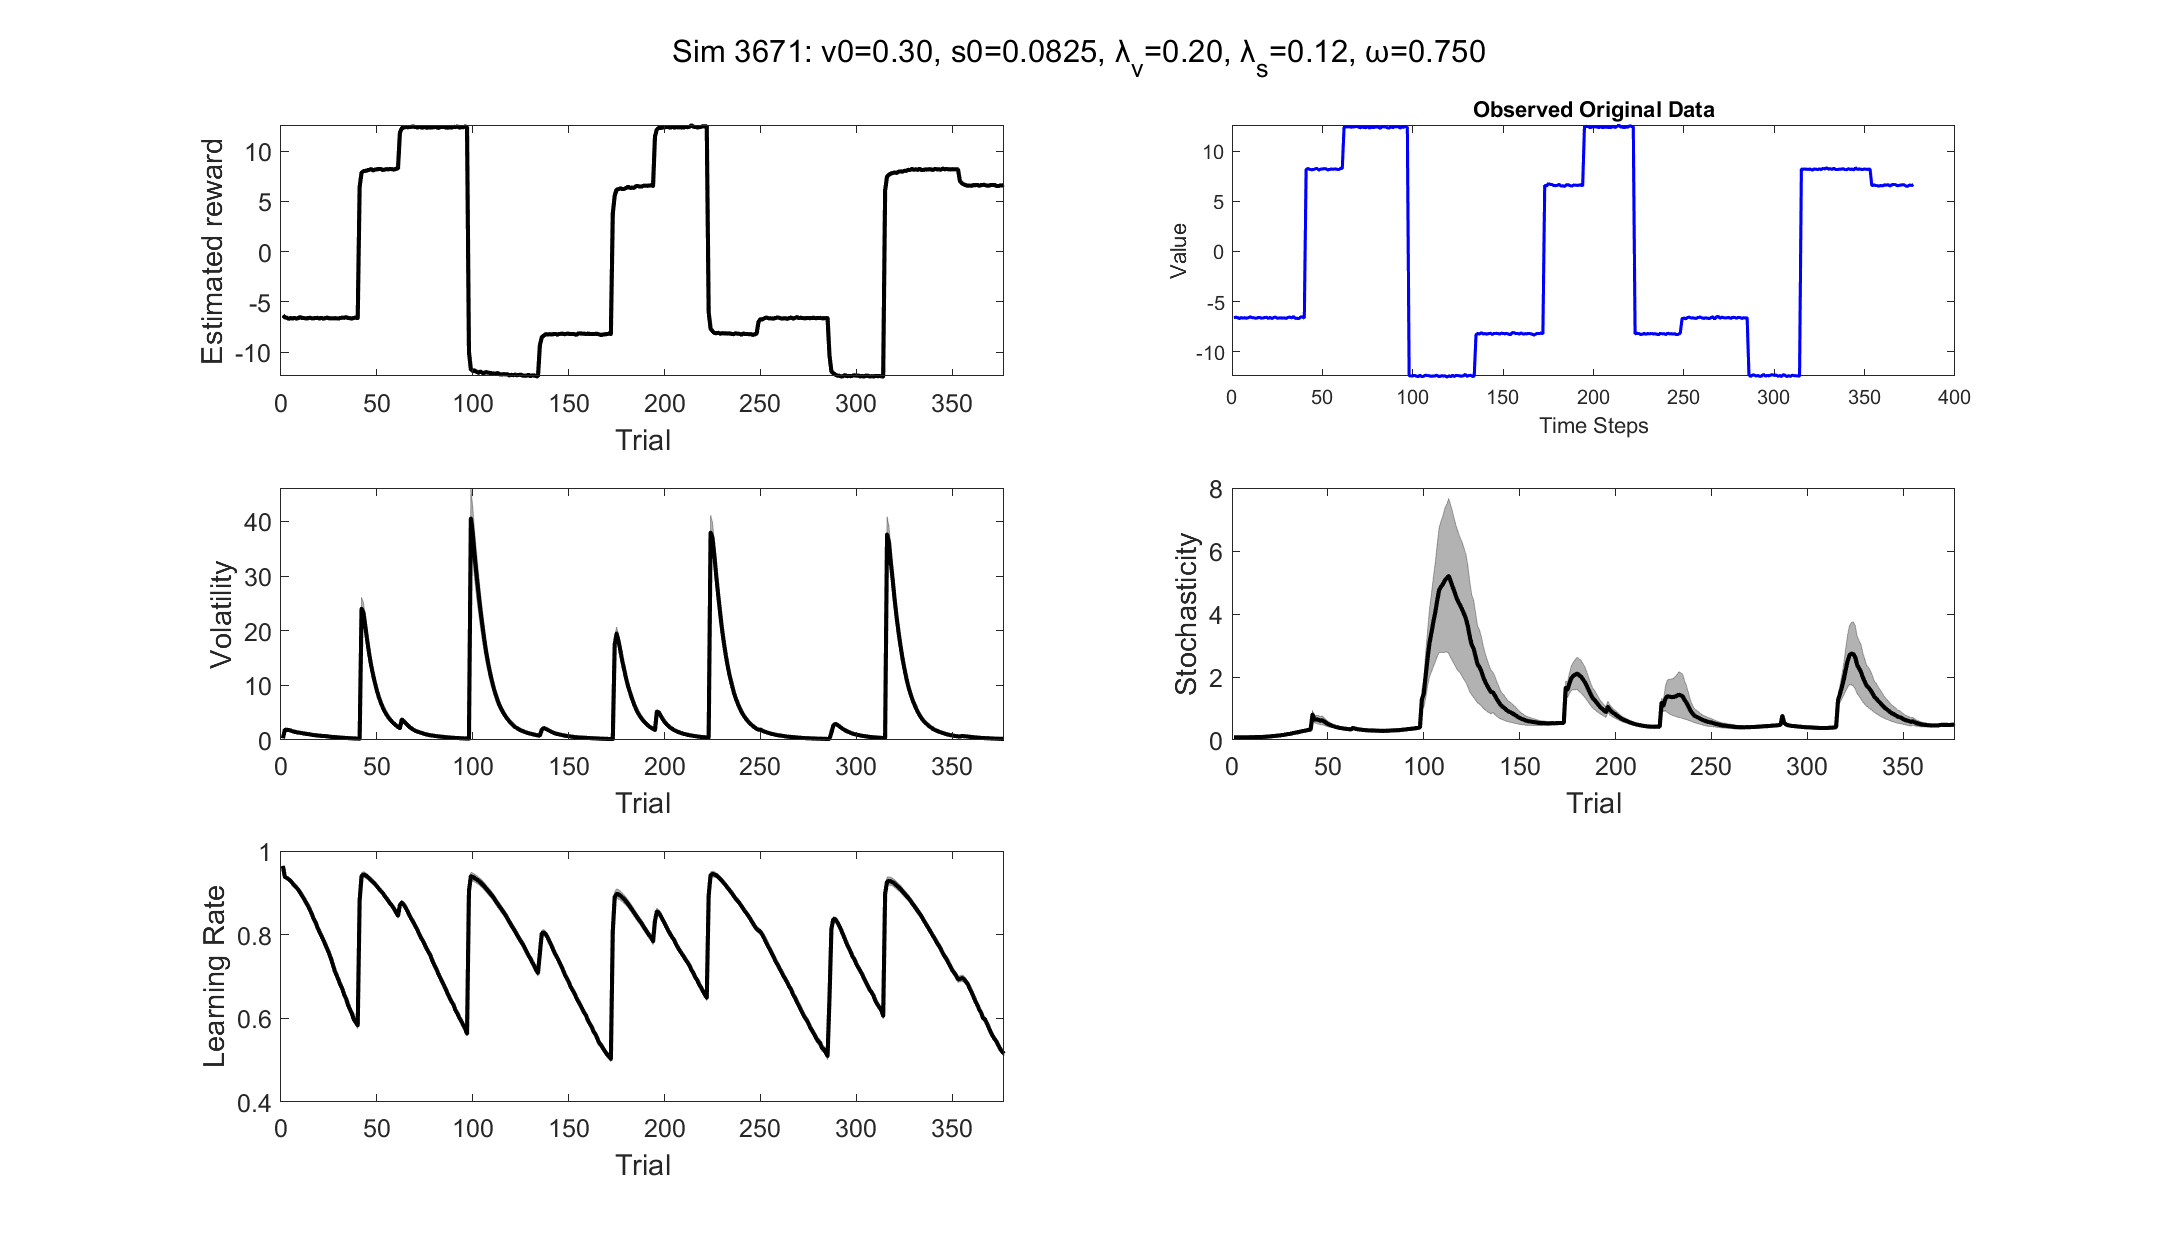 Sim 3671: v0=0.30, s0=0.0825, λ_v=0.20, λ_s=0.12, ω=0.750
Estimated reward
10
5
0
-5
-10
0 50 100 150 200 250 300 350
Trial
Observed Original Data
Value
10
5
0
-5
-10
0 50 100 150 200 250 300 350 400
Time Steps
Volatility
40
30
20
10
0
0 50 100 150 200 250 300 350
Trial
Stochasticity
8
6
4
2
0
0 50 100 150 200 250 300 350
Trial
Learning Rate
1
0.8
0.6
0.4
0 50 100 150 200 250 300 350
Trial